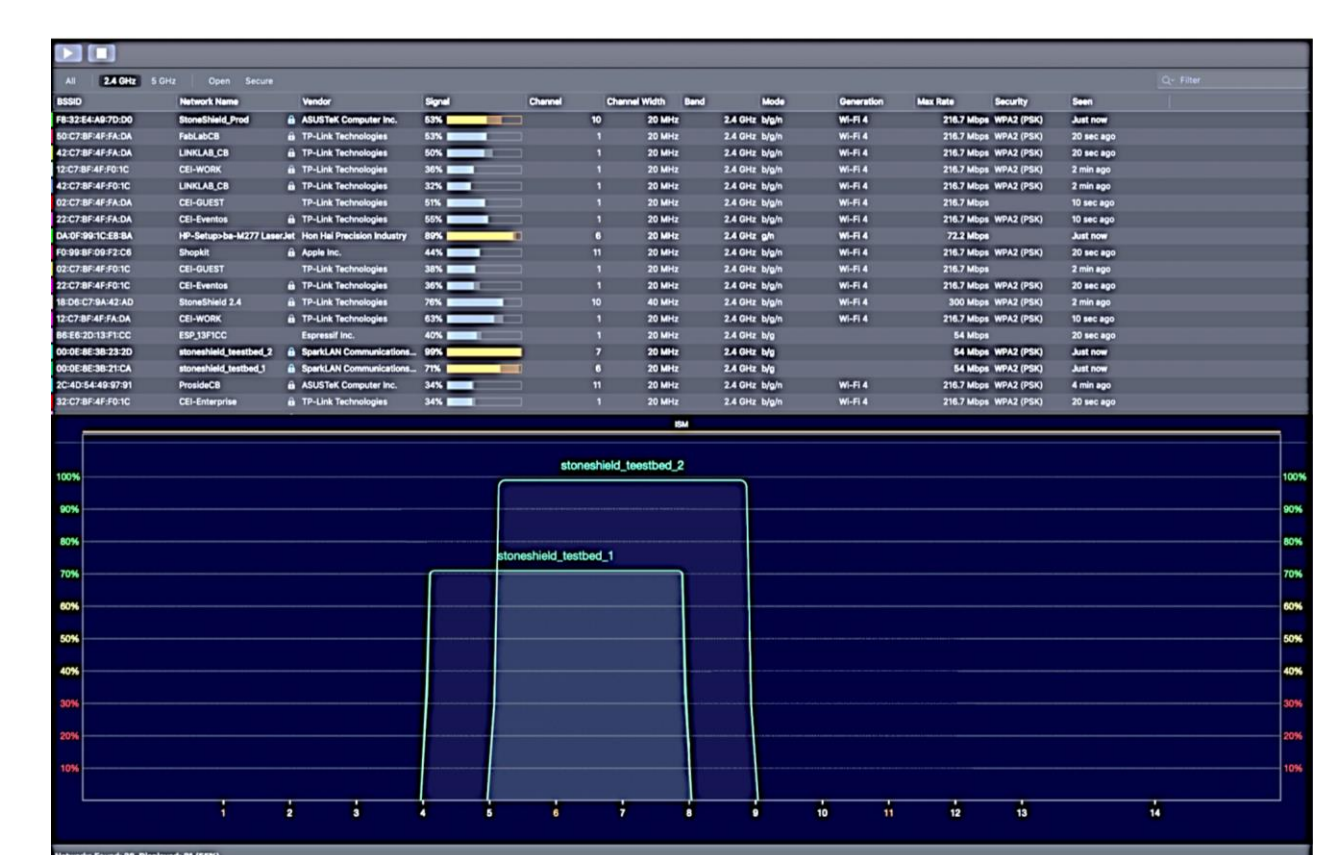 All 2.4 GHz 5 GHz Open Secure Filter
BSSID Network Name Vendor Signal Channel Channel Width Band Mode Generation Max Rate Security Seen
F8:32:E4:A9:7D:D0 StoneShield_Prod ASUSTeK Computer Inc. 53% 10 20 MHz 2.4 GHz b/g/n Wi-Fi 4 216.7 Mbps WPA2 (PSK) Just now
50:C7:BF:4F:FA:DA FabLabCB TP-Link Technologies 53% 1 20 MHz 2.4 GHz b/g/n Wi-Fi 4 216.7 Mbps WPA2 (PSK) 20 sec ago
42:C7:BF:4F:FA:DA LINKLAB_CB TP-Link Technologies 50% 1 20 MHz 2.4 GHz b/g/n Wi-Fi 4 216.7 Mbps WPA2 (PSK) 20 sec ago
12:C7:BF:4F:F0:1C CEI-WORK TP-Link Technologies 36% 1 20 MHz 2.4 GHz b/g/n Wi-Fi 4 216.7 Mbps WPA2 (PSK) 2 min ago
42:C7:BF:4F:F0:1C LINKLAB_CB TP-Link Technologies 32% 1 20 MHz 2.4 GHz b/g/n Wi-Fi 4 216.7 Mbps WPA2 (PSK) 2 min ago
02:C7:BF:4F:FA:DA CEI-GUEST TP-Link Technologies 51% 1 20 MHz 2.4 GHz b/g/n Wi-Fi 4 216.7 Mbps 10 sec ago
22:C7:BF:4F:FA:DA CEI-Eventos TP-Link Technologies 55% 1 20 MHz 2.4 GHz b/g/n Wi-Fi 4 216.7 Mbps WPA2 (PSK) 10 sec ago
DA:0F:99:1C:E8:BA HP-Setup>ba-M277 LaserJet Hon Hai Precision Industry 89% 6 20 MHz 2.4 GHz g/n Wi-Fi 4 72.2 Mbps Just now
F0:99:BF:09:F2:C6 Shopkit Apple Inc. 44% 11 20 MHz 2.4 GHz b/g/n Wi-Fi 4 216.7 Mbps WPA2 (PSK) 20 sec ago
02:C7:BF:4F:F0:1C CEI-GUEST TP-Link Technologies 38% 1 20 MHz 2.4 GHz b/g/n Wi-Fi 4 216.7 Mbps 2 min ago
22:C7:BF:4F:F0:1C CEI-Eventos TP-Link Technologies 36% 1 20 MHz 2.4 GHz b/g/n Wi-Fi 4 216.7 Mbps WPA2 (PSK) 20 sec ago
18:D6:C7:9A:42:AD StoneShield 2.4 TP-Link Technologies 76% 10 40 MHz 2.4 GHz b/g/n Wi-Fi 4 300 Mbps WPA2 (PSK) 2 min ago
12:C7:BF:4F:FA:DA CEI-WORK TP-Link Technologies 63% 1 20 MHz 2.4 GHz b/g/n Wi-Fi 4 216.7 Mbps WPA2 (PSK) 10 sec ago
B6:E6:2D:13:F1:CC ESP_13F1CC Espressif Inc. 40% 1 20 MHz 2.4 GHz b/g 54 Mbps 20 sec ago
00:0E:8E:3B:23:2D stoneshield_teestbed_2 SparkLAN Communications... 99% 7 20 MHz 2.4 GHz b/g 54 Mbps WPA2 (PSK) Just now
00:0E:8E:3B:21:CA stoneshield_testbed_1 SparkLAN Communications... 71% 6 20 MHz 2.4 GHz b/g 54 Mbps WPA2 (PSK) Just now
2C:4D:54:49:97:91 ProsideCB ASUSTeK Computer Inc. 34% 11 20 MHz 2.4 GHz b/g/n Wi-Fi 4 216.7 Mbps WPA2 (PSK) 4 min ago
32:C7:BF:4F:F0:1C CEI-Enterprise TP-Link Technologies 34% 1 20 MHz 2.4 GHz b/g/n Wi-Fi 4 216.7 Mbps WPA2 (PSK) 20 sec ago
ISM
stoneshield_teestbed_2
100% 100%
90% 90%
80% 80%
stoneshield_testbed_1
70% 70%
60% 60%
50% 50%
40% 40%
30% 30%
20% 20%
10% 10%
1 2 3 4 5 6 7 8 9 10 11 12 13 14